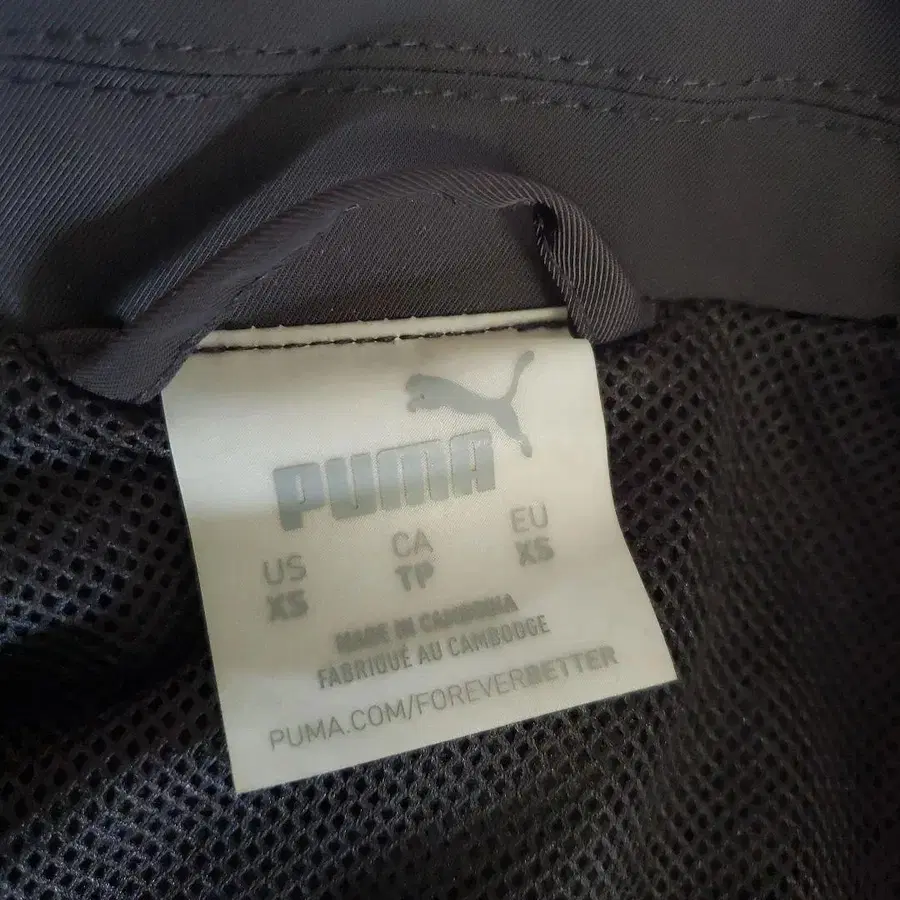 PUMA
US CA EU
XS TP XS
MADE IN CAMBODIA
FABRIQUÉ AU CAMBODGE
PUMA.COM/FOREVERBETTER